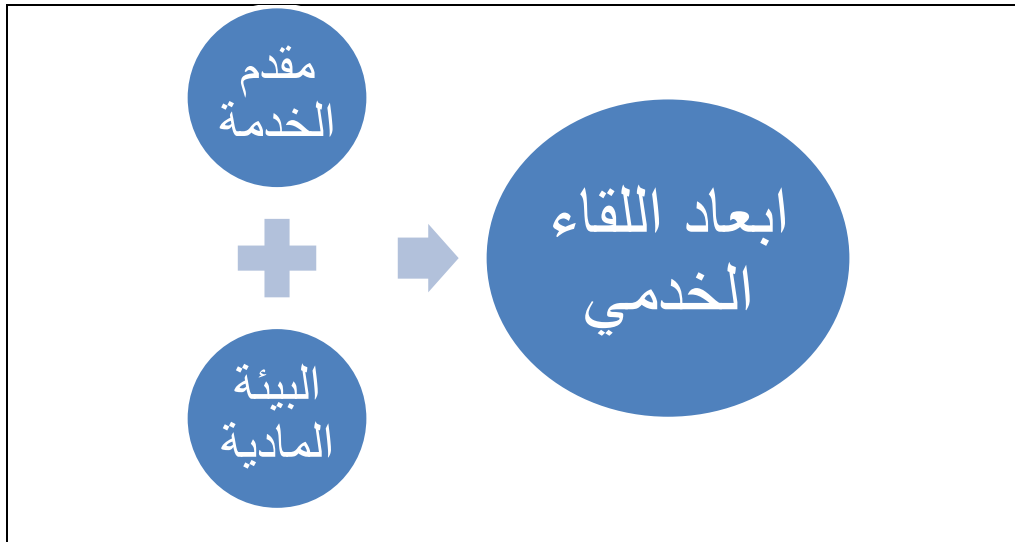 مقدم
الخدمة
البيئة
المادية
ابعاد اللقاء
الخدمي